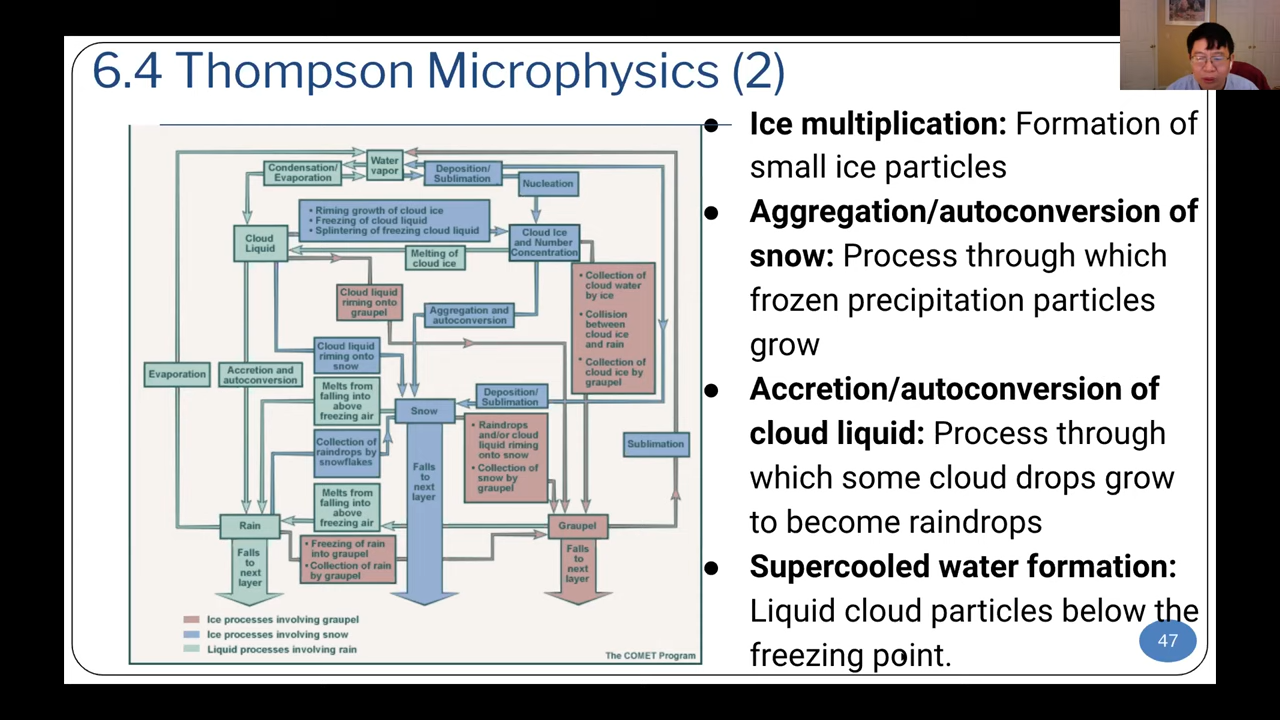 6.4 Thompson Microphysics (2)
Water
vapor
Condensation/
Evaporation
Deposition/
Sublimation
Nucleation
• Riming growth of cloud ice
• Freezing of cloud liquid
• Splintering of freezing cloud liquid
Cloud
Liquid
Cloud Ice
and Number
Concentration
Melting of
cloud ice
Cloud liquid
riming onto
graupel
Aggregation and
autoconversion
• Collection of
cloud water
by ice
• Collision
between
cloud ice
and rain
• Collection of
cloud ice by
graupel
Cloud liquid
riming onto
snow
Evaporation
Accretion and
autoconversion
Melts from
falling into
above
freezing air
Snow
Deposition/
Sublimation
Collection of
raindrops by
snowflakes
Falls
to
next
layer
• Raindrops
and/or cloud
liquid riming
onto snow
• Collection of
snow by
graupel
Sublimation
Melts from
falling into
above
freezing air
Rain
Graupel
• Freezing of rain
into graupel
• Collection of rain
by graupel
Falls
to
next
layer
Falls
to
next
layer
Ice processes involving graupel
Ice processes involving snow
Liquid processes involving rain
The COMET Program
● Ice multiplication: Formation of
small ice particles
● Aggregation/autoconversion of
snow: Process through which
frozen precipitation particles
grow
● Accretion/autoconversion of
cloud liquid: Process through
which some cloud drops grow
to become raindrops
● Supercooled water formation:
Liquid cloud particles below the
freezing point.
47